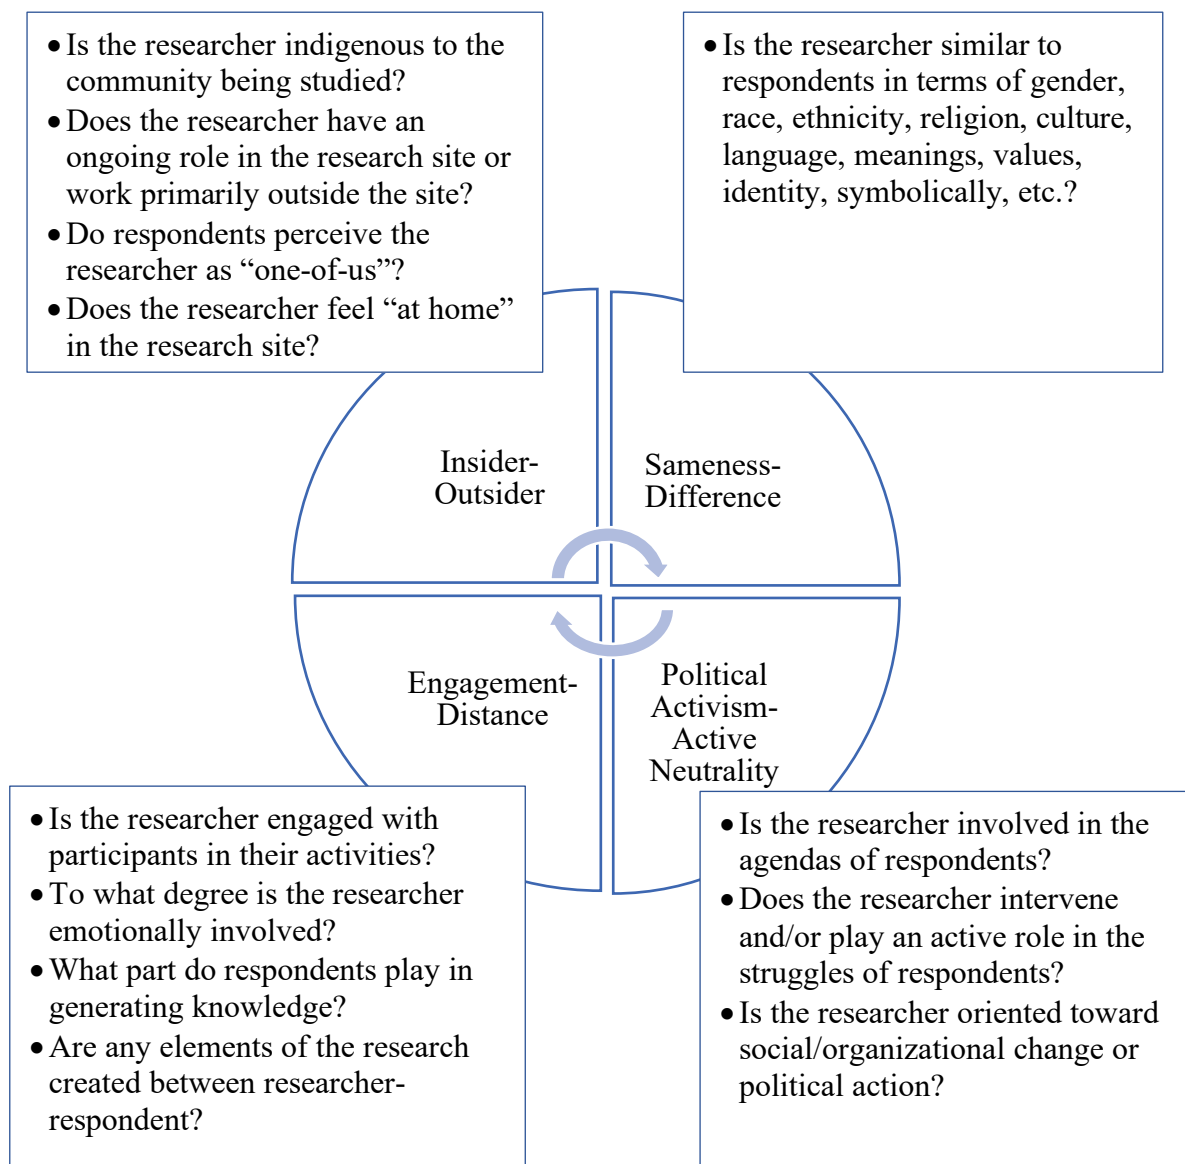 • Is the researcher indigenous to the
community being studied?
• Does the researcher have an
ongoing role in the research site or
work primarily outside the site?
• Do respondents perceive the
researcher as “one-of-us”?
• Does the researcher feel “at home”
in the research site?
• Is the researcher similar to
respondents in terms of gender,
race, ethnicity, religion, culture,
language, meanings, values,
identity, symbolically, etc.?
Insider-
Outsider
Sameness-
Difference
Engagement-
Distance
Political
Activism-
Active
Neutrality
• Is the researcher engaged with
participants in their activities?
• To what degree is the researcher
emotionally involved?
• What part do respondents play in
generating knowledge?
• Are any elements of the research
created between researcher-
respondent?
• Is the researcher involved in the
agendas of respondents?
• Does the researcher intervene
and/or play an active role in the
struggles of respondents?
• Is the researcher oriented toward
social/organizational change or
political action?